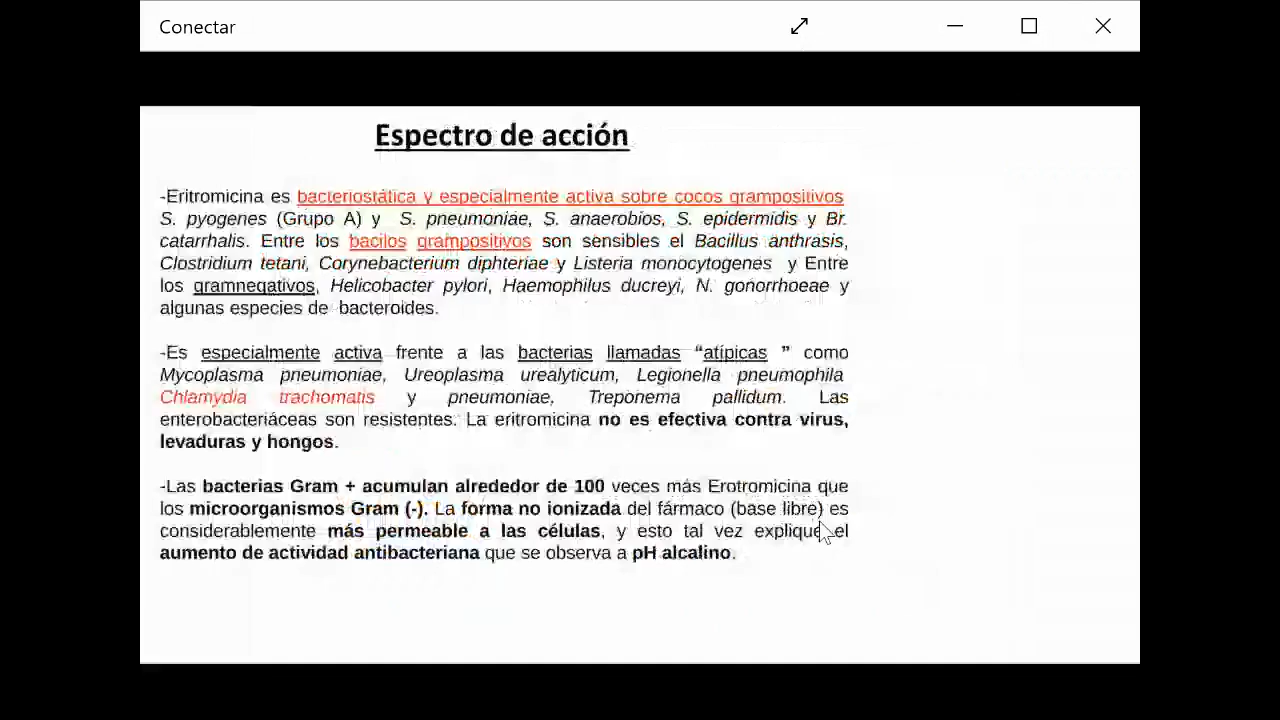 Conectar
Espectro de acción
-Eritromicina es bacteriostática y especialmente activa sobre cocos grampositivos
S. pyogenes (Grupo A) y S. pneumoniae, S. anaerobios, S. epidermidis y Br.
catarrhalis. Entre los bacilos grampositivos son sensibles el Bacillus anthrasis,
Clostridium tetani, Corynebacterium diphteriae y Listeria monocytogenes y Entre
los gramnegativos, Helicobacter pylori, Haemophilus ducreyi, N. gonorrhoeae y
algunas especies de bacteroides.
-Es especialmente activa frente a las bacterias llamadas “atípicas ” como
Mycoplasma pneumoniae, Ureoplasma urealyticum, Legionella pneumophila
Chlamydia trachomatis y pneumoniae, Treponema pallidum. Las
enterobacteriáceas son resistentes. La eritromicina no es efectiva contra virus,
levaduras y hongos.
-Las bacterias Gram + acumulan alrededor de 100 veces más Erotromicina que
los microorganismos Gram (-). La forma no ionizada del fármaco (base libre) es
considerablemente más permeable a las células, y esto tal vez explique el
aumento de actividad antibacteriana que se observa a pH alcalino.